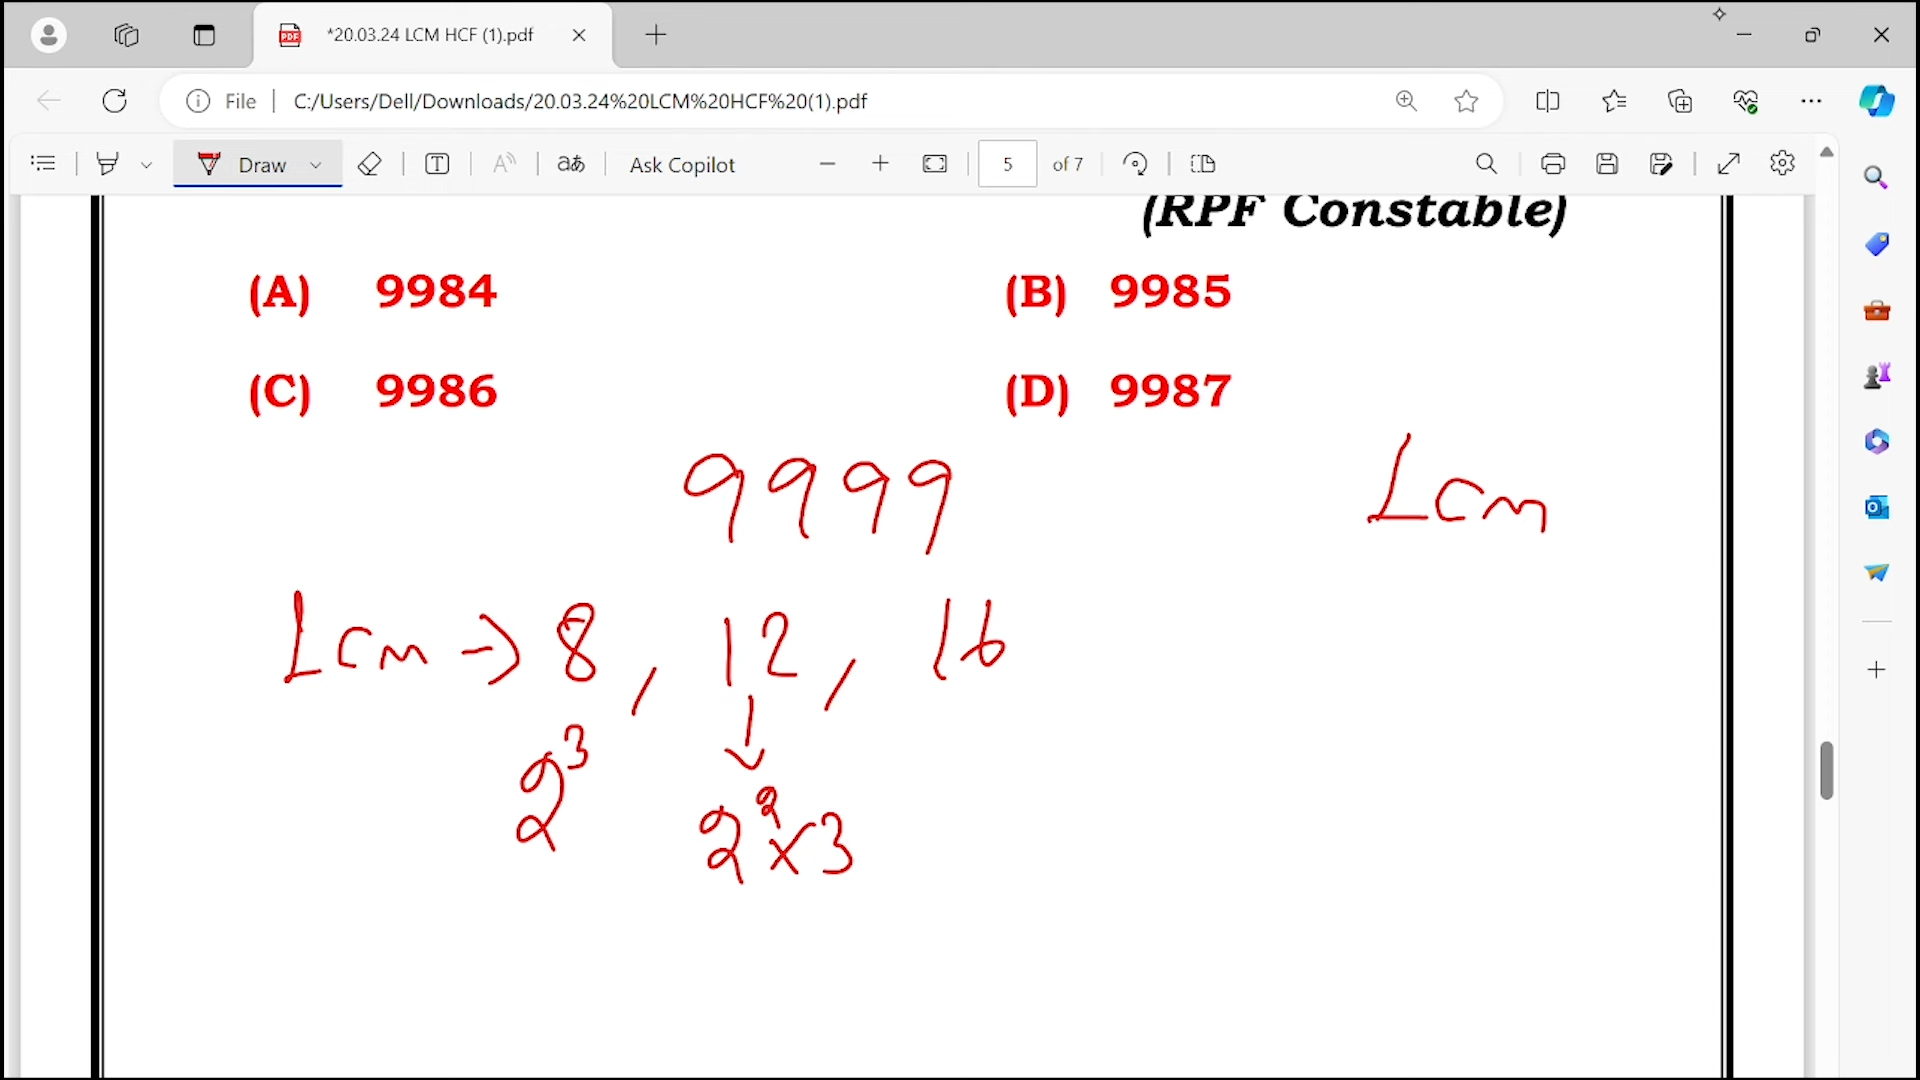 *20.03.24 LCM HCF (1).pdf
File C:/Users/Dell/Downloads/20.03.24%20LCM%20HCF%20(1).pdf
Draw T A aあ Ask Copilot 5 of 7
(RPF Constable)
(A) 9984 (B) 9985
(C) 9986 (D) 9987
9999 Lcm
Lcm → 8, 12, 16
2³ 2²×3